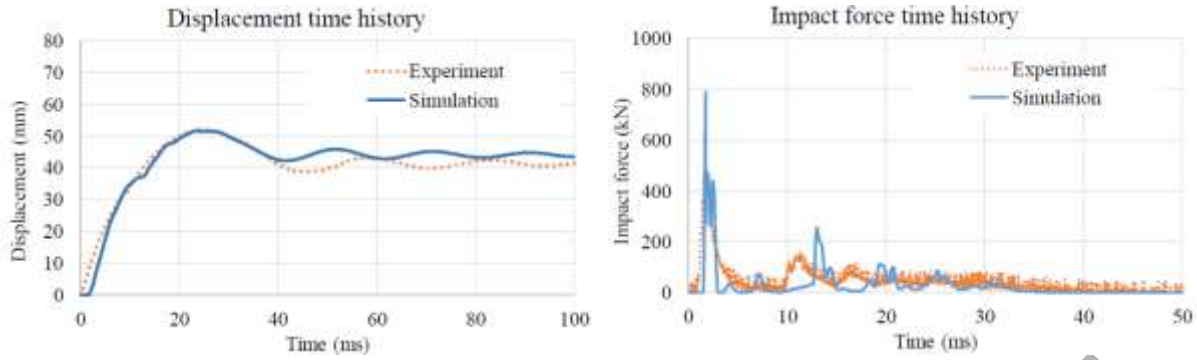 Displacement time history
80
70
60
50
40
30
20
10
0
Displacement (mm)
Experiment
Simulation
0 20 40 60 80 100
Time (ms)
Impact force time history
1000
800
600
400
200
0
Impact force (kN)
Experiment
Simulation
0 10 20 30 40 50
Time (ms)